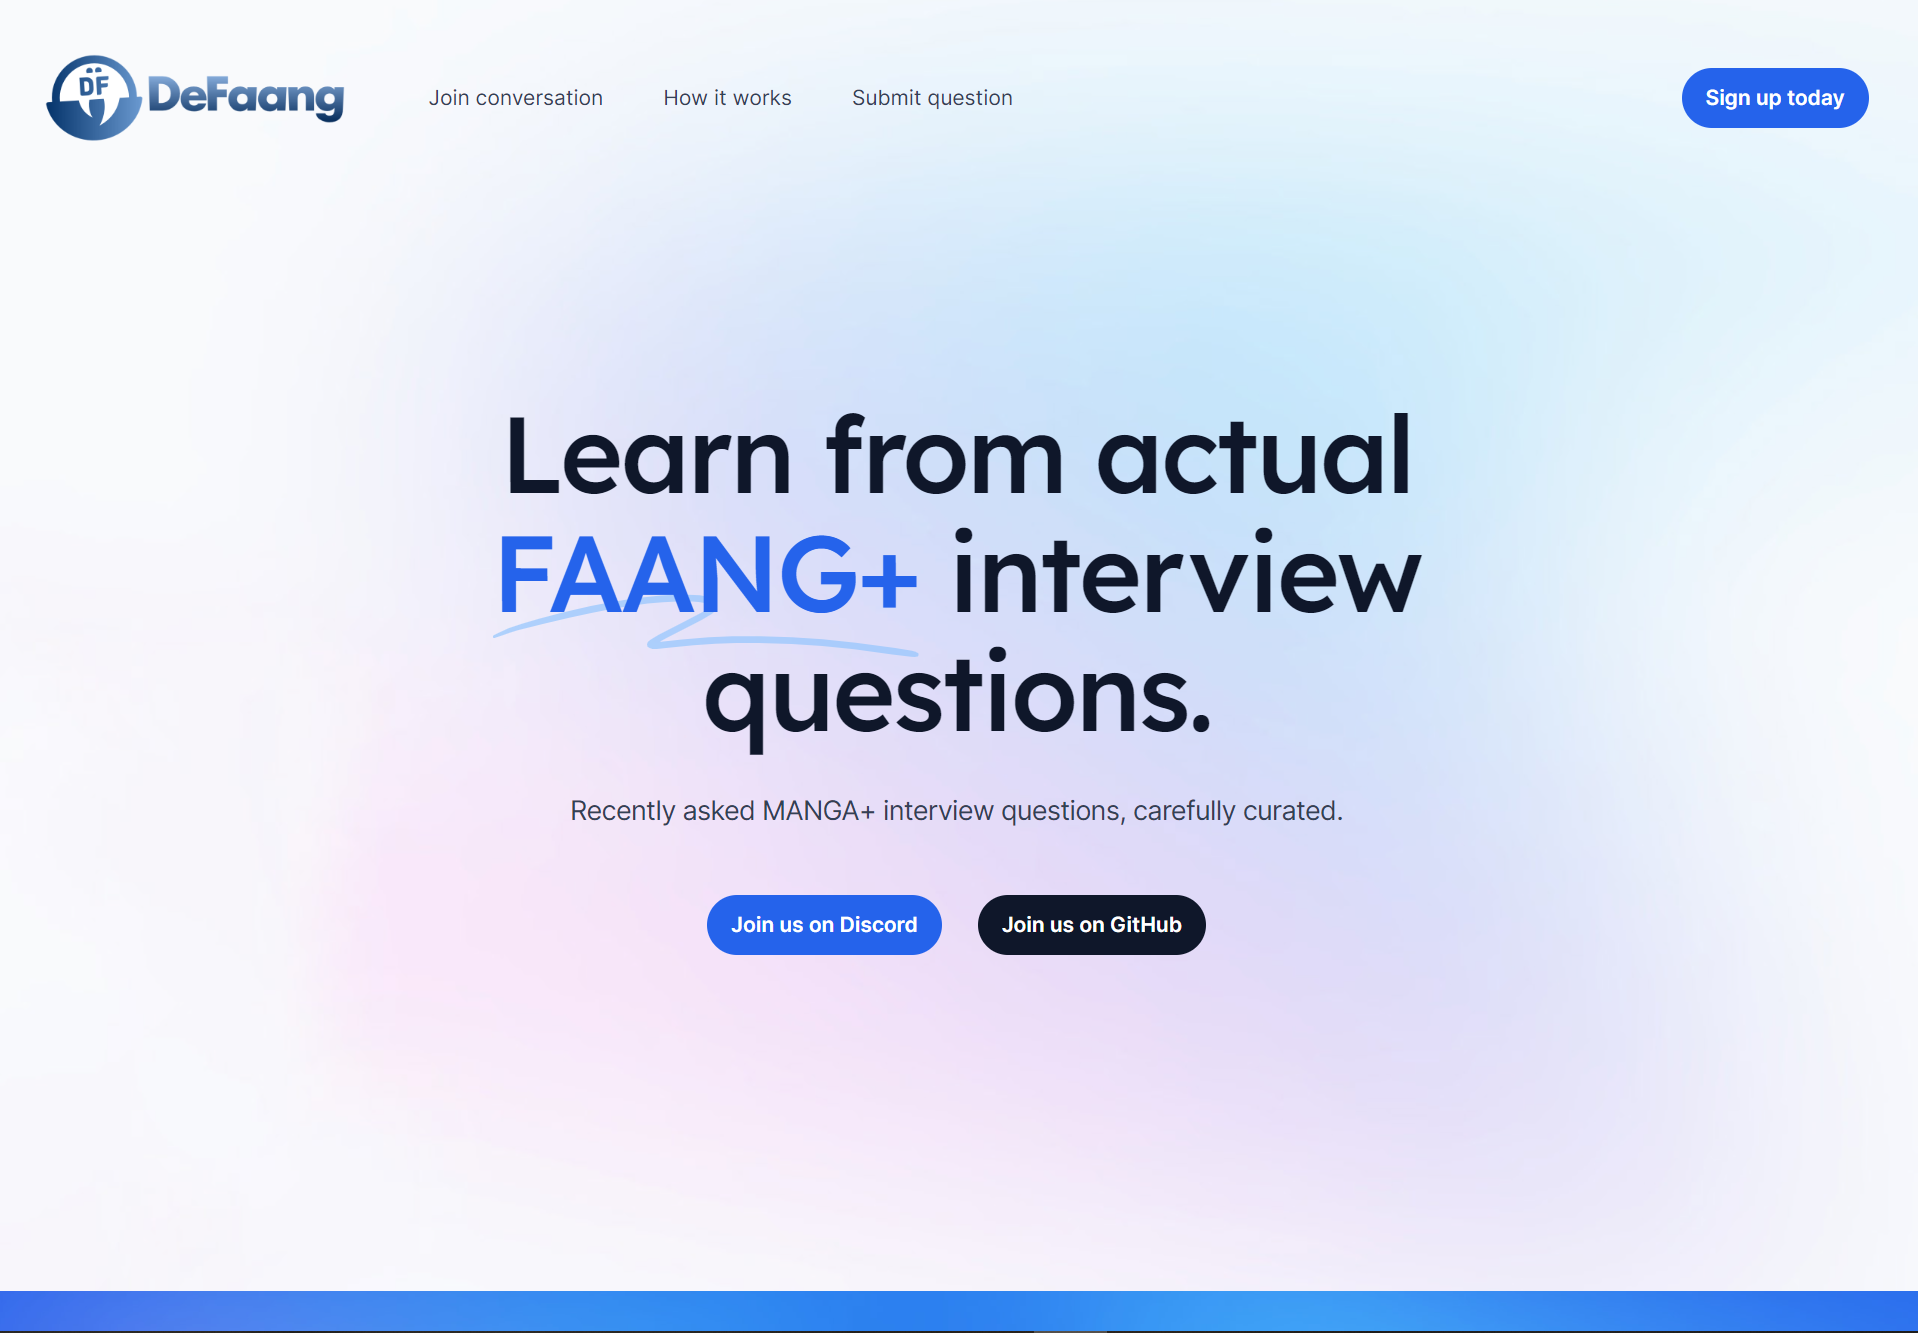 DF DeFaang
Join conversation
How it works
Submit question
Sign up today
Learn from actual
FAANG+ interview
questions.
Recently asked MANGA+ interview questions, carefully curated.
Join us on Discord
Join us on GitHub